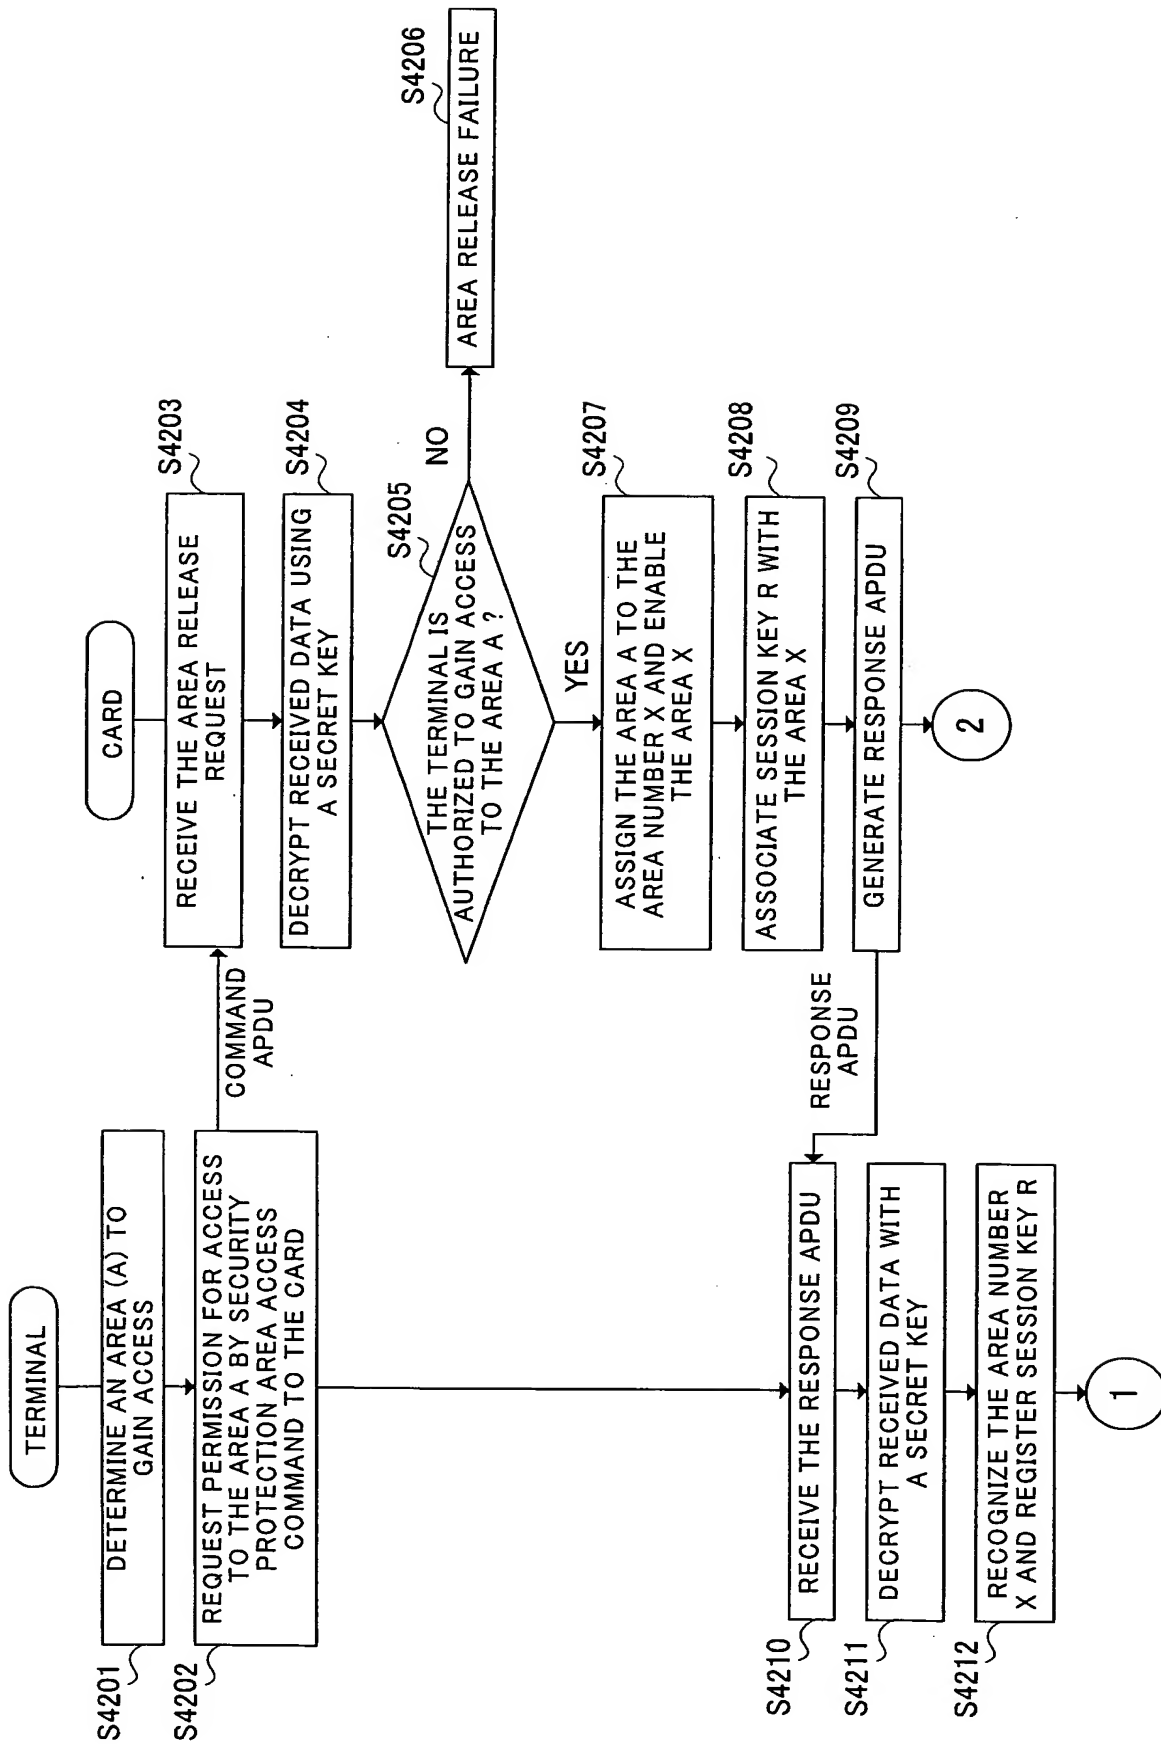 TERMINAL
S4201
DETERMINE AN AREA (A) TO
GAIN ACCESS
S4202
REQUEST PERMISSION FOR ACCESS
TO THE AREA A BY SECURITY
PROTECTION AREA ACCESS
COMMAND TO THE CARD
COMMAND
APDU
CARD
S4203
RECEIVE THE AREA RELEASE
REQUEST
S4204
DECRYPT RECEIVED DATA USING
A SECRET KEY
S4205
THE TERMINAL IS
AUTHORIZED TO GAIN ACCESS
TO THE AREA A ?
NO
S4206
AREA RELEASE FAILURE
YES
S4207
ASSIGN THE AREA A TO THE
AREA NUMBER X AND ENABLE
THE AREA X
S4208
ASSOCIATE SESSION KEY R WITH
THE AREA X
S4209
GENERATE RESPONSE APDU
2
RESPONSE
APDU
S4210
RECEIVE THE RESPONSE APDU
S4211
DECRYPT RECEIVED DATA WITH
A SECRET KEY
S4212
RECOGNIZE THE AREA NUMBER
X AND REGISTER SESSION KEY R
1